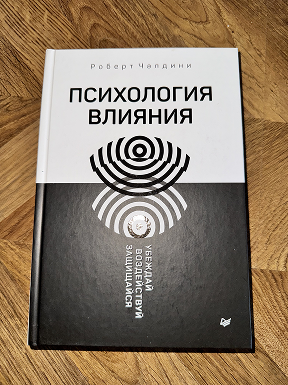 Роберт Чалдини
ПСИХОЛОГИЯ
ВЛИЯНИЯ
УБЕЖДАЙ
ВОЗДЕЙСТВУЙ
ЗАЩИЩАЙСЯ